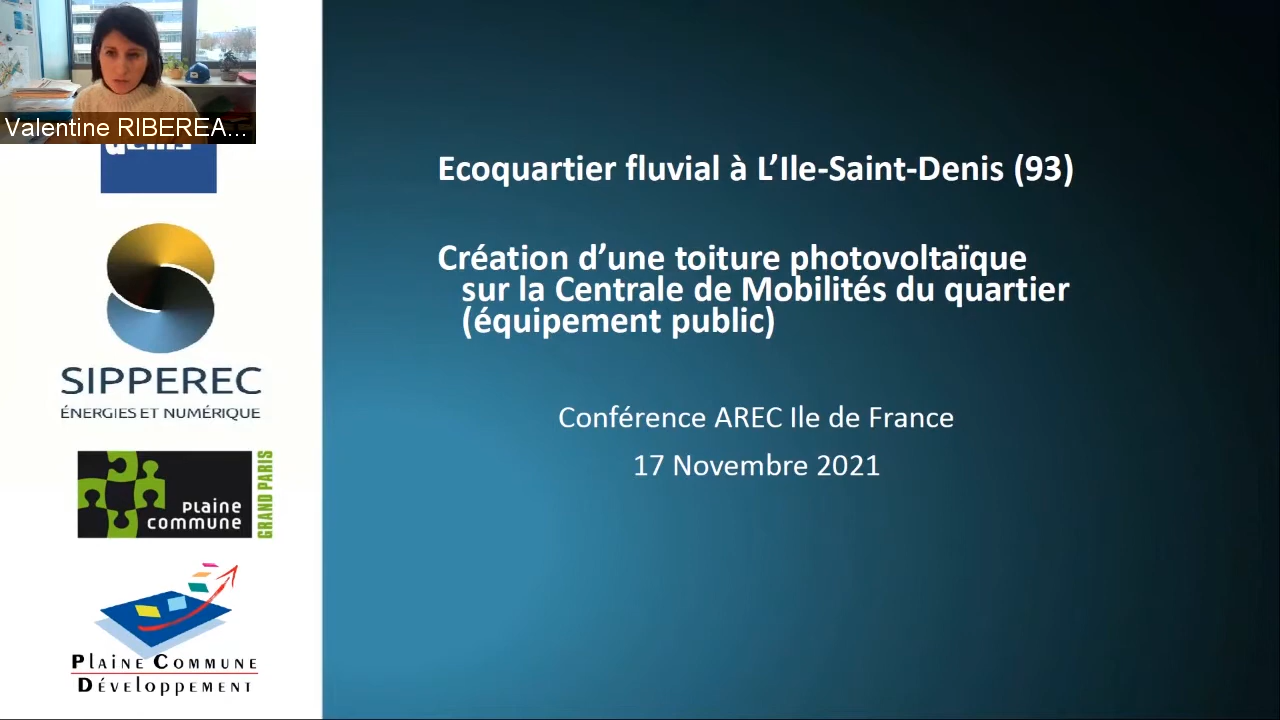 Valentine RIBEREA...
Ecoquartier fluvial à L’Ile-Saint-Denis (93)
Création d’une toiture photovoltaïque
sur la Centrale de Mobilités du quartier
(équipement public)
Conférence AREC Ile de France
17 Novembre 2021
SIPPEREC
ÉNERGIES ET NUMÉRIQUE
PLaine
commune
GRAND PARIS
PLAINE COMMUNE
DÉVELOPPEMENT